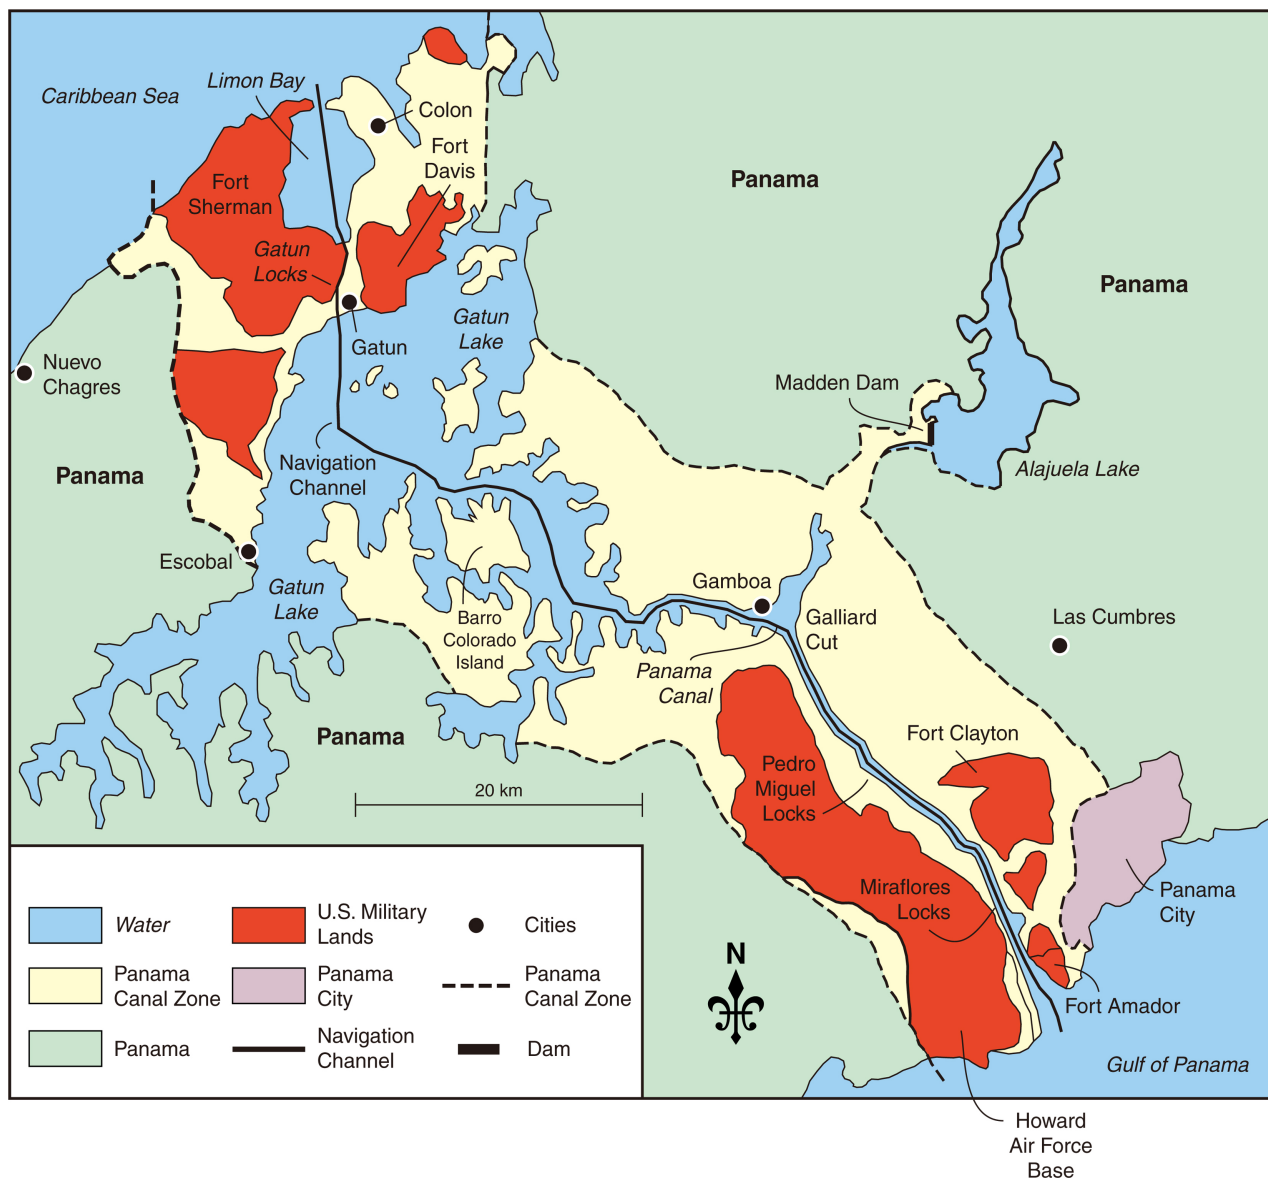 Caribbean Sea
Limon Bay
Colon
Fort
Davis
Fort
Sherman
Panama
Gatun
Locks
Panama
Gatun
Lake
Gatun
Nuevo
Chagres
Madden Dam
Navigation
Channel
Panama
Alajuela Lake
Escobal
Gatun
Lake
Gamboa
Barro
Colorado
Island
Galliard
Cut
Las Cumbres
Panama
Canal
Panama
Fort Clayton
Pedro
Miguel
Locks
20 km
Miraflores
Locks
Panama
City
Fort Amador
Gulf of Panama
Howard
Air Force
Base
N
Water
U.S. Military
Lands
Cities
Panama
Canal Zone
Panama
City
Panama
Canal Zone
Panama
Navigation
Channel
Dam